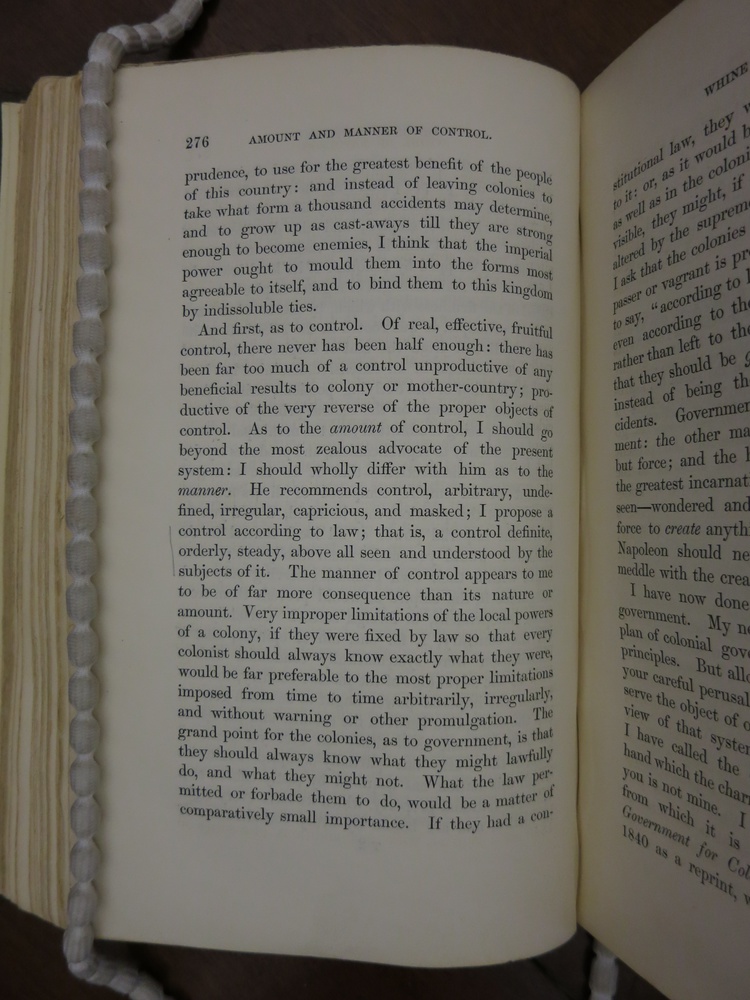 276 AMOUNT AND MANNER OF CONTROL.
prudence, to use for the greatest benefit of the people
of this country: and instead of leaving colonies to
take what form a thousand accidents may determine,
and to grow up as cast-aways till they are strong
enough to become enemies, I think that the imperial
power ought to mould them into the forms most
agreeable to itself, and to bind them to this kingdom
by indissoluble ties.
And first, as to control. Of real, effective, fruitful
control, there never has been half enough: there has
been far too much of a control unproductive of any
beneficial results to colony or mother-country; pro-
ductive of the very reverse of the proper objects of
control. As to the amount of control, I should go
beyond the most zealous advocate of the present
system: I should wholly differ with him as to the
manner. He recommends control, arbitrary, unde-
fined, irregular, capricious, and masked; I propose a
control according to law; that is, a control definite,
orderly, steady, above all seen and understood by the
subjects of it. The manner of control appears to me
to be of far more consequence than its nature or
amount. Very improper limitations of the local powers
of a colony, if they were fixed by law so that every
colonist should always know exactly what they were,
would be far preferable to the most proper limitations
imposed from time to time arbitrarily, irregularly,
and without warning or other promulgation. The
grand point for the colonies, as to government, is that
they should always know what they might lawfully
do, and what they might not. What the law per-
mitted or forbade them to do, would be a matter of
comparatively small importance. If they had a con-
WHINE
stitutional law, they
to it: or, as it would
as well as in the coloni
visible, they might, if
altered by the suprem
I ask that the colonies
passer or vagrant is pr
to say, "according to
even according to the
rather than left to the
that they should be
instead of being th
cidents. Governmen
ment: the other ma
but force; and the
the greatest incarnat
seen—wondered and
force to create anyth
Napoleon should ne
meddle with the crea
I have now done
government. My ne
plan of colonial gov
principles. But allo
your careful perusal
serve the object of
view of that system
I have called the
hand which the char
you is not mine. I
from which it is
Government for Col
1840 as a reprint,